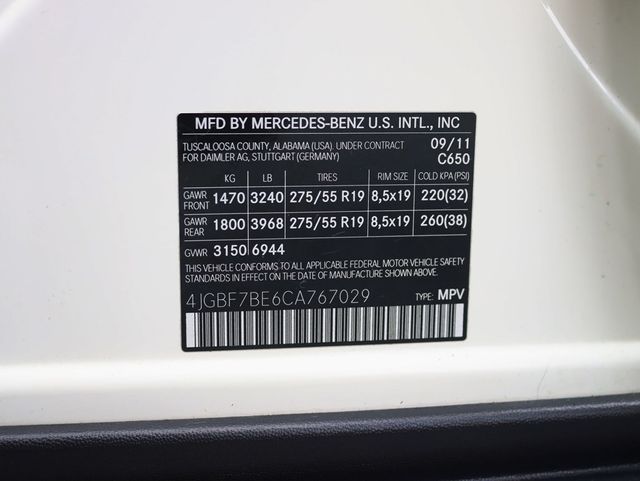 MFD BY MERCEDES-BENZ U.S. INTL., INC
TUSCALOOSA COUNTY, ALABAMA (USA). UNDER CONTRACT 09/11
FOR DAIMLER AG, STUTTGART (GERMANY) C650
KG LB TIRES RIM SIZE COLD KPA (PSI)
GAWR FRONT 1470 3240 275/55 R19 8,5x19 220(32)
GAWR REAR 1800 3968 275/55 R19 8,5x19 260(38)
GVWR 3150 6944
THIS VEHICLE CONFORMS TO ALL APPLICABLE FEDERAL MOTOR VEHICLE SAFETY
STANDARDS IN EFFECT ON THE DATE OF MANUFACTURE SHOWN ABOVE.
4JGBF7BE6CA767029 TYPE: MPV